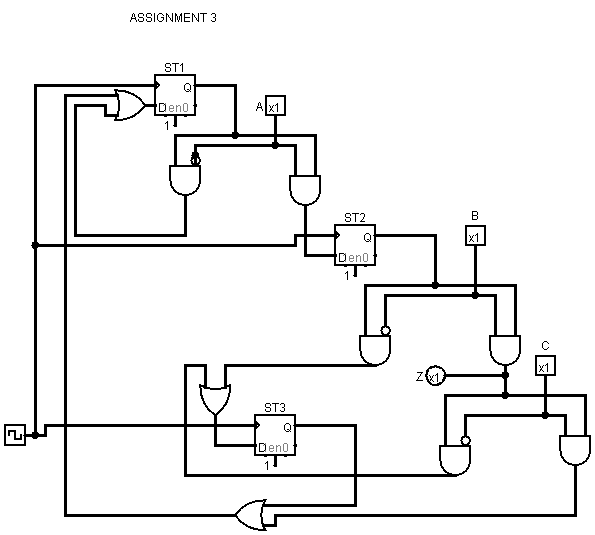 ASSIGNMENT 3
ST1
Q
D en0
1
A x1
ST2
Q
D en0
1
B
x1
C
x1
Z x1
ST3
Q
D en0
1